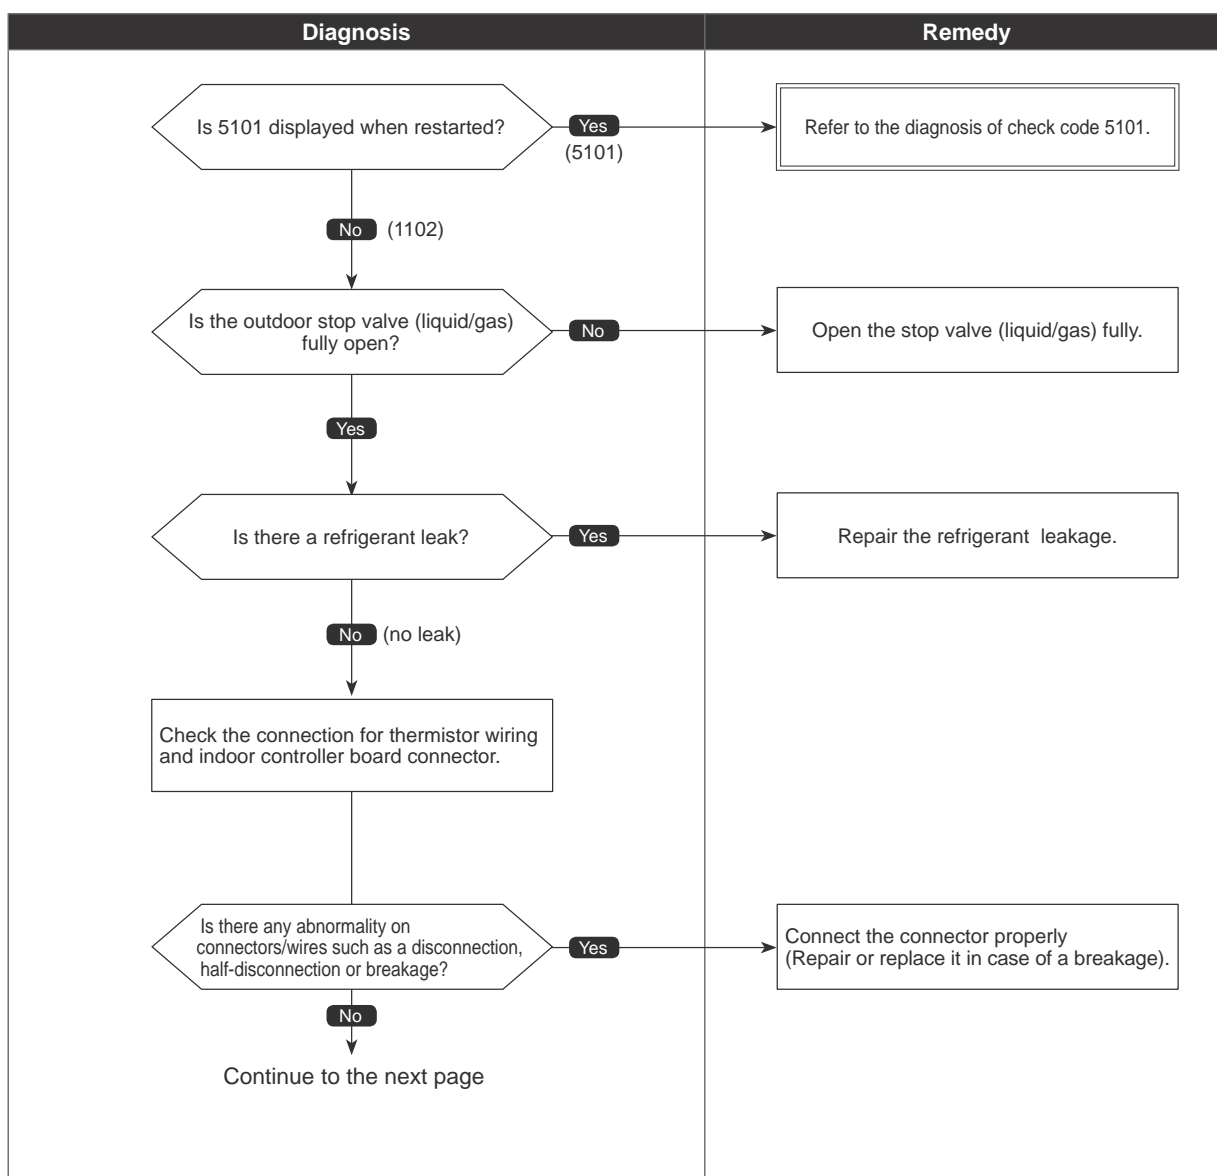 Diagnosis
Remedy
Is 5101 displayed when restarted?
Yes
(5101)
Refer to the diagnosis of check code 5101.
No (1102)
Is the outdoor stop valve (liquid/gas)
fully open?
No
Open the stop valve (liquid/gas) fully.
Yes
Is there a refrigerant leak?
Yes
Repair the refrigerant leakage.
No (no leak)
Check the connection for thermistor wiring
and indoor controller board connector.
Is there any abnormality on
connectors/wires such as a disconnection,
half-disconnection or breakage?
Yes
Connect the connector properly
(Repair or replace it in case of a breakage).
No
Continue to the next page